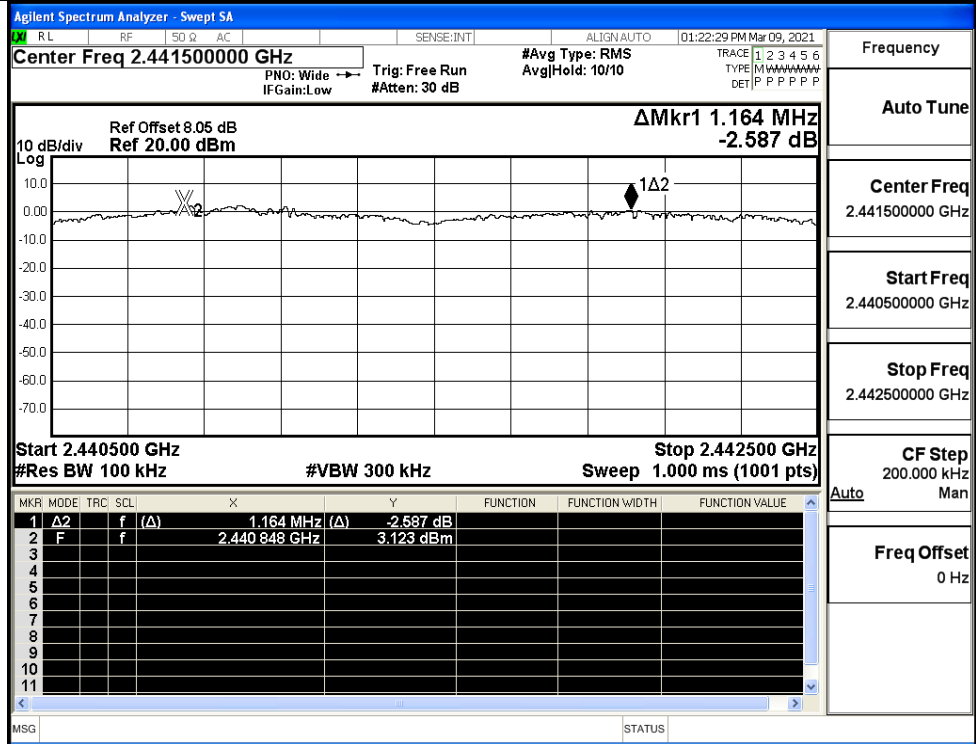 Agilent Spectrum Analyzer - Swept SA
LXI RL RF 50 Ω AC SENSE:INT ALIGN AUTO 01:22:29 PM Mar 09, 2021
Center Freq 2.441500000 GHz
PNO: Wide
IFGain:Low
Trig: Free Run
#Atten: 30 dB
#Avg Type: RMS
Avg|Hold: 10/10
TRACE 1 2 3 4 5 6
TYPE M WWWWW
DET P P P P P P
Ref Offset 8.05 dB
10 dB/div Ref 20.00 dBm
Log
ΔMkr1 1.164 MHz
-2.587 dB
10.0
0.00
-10.0
-20.0
-30.0
-40.0
-50.0
-60.0
-70.0
2
1Δ2
Start 2.440500 GHz Stop 2.442500 GHz
#Res BW 100 kHz #VBW 300 kHz Sweep 1.000 ms (1001 pts)
MKR MODE TRC SCL X Y FUNCTION FUNCTION WIDTH FUNCTION VALUE
1 Δ2 f (Δ) 1.164 MHz (Δ) -2.587 dB
2 F f 2.440 848 GHz 3.123 dBm
3
4
5
6
7
8
9
10
11
MSG STATUS
Frequency
Auto Tune
Center Freq
2.441500000 GHz
Start Freq
2.440500000 GHz
Stop Freq
2.442500000 GHz
CF Step
200.000 kHz
Auto Man
Freq Offset
0 Hz